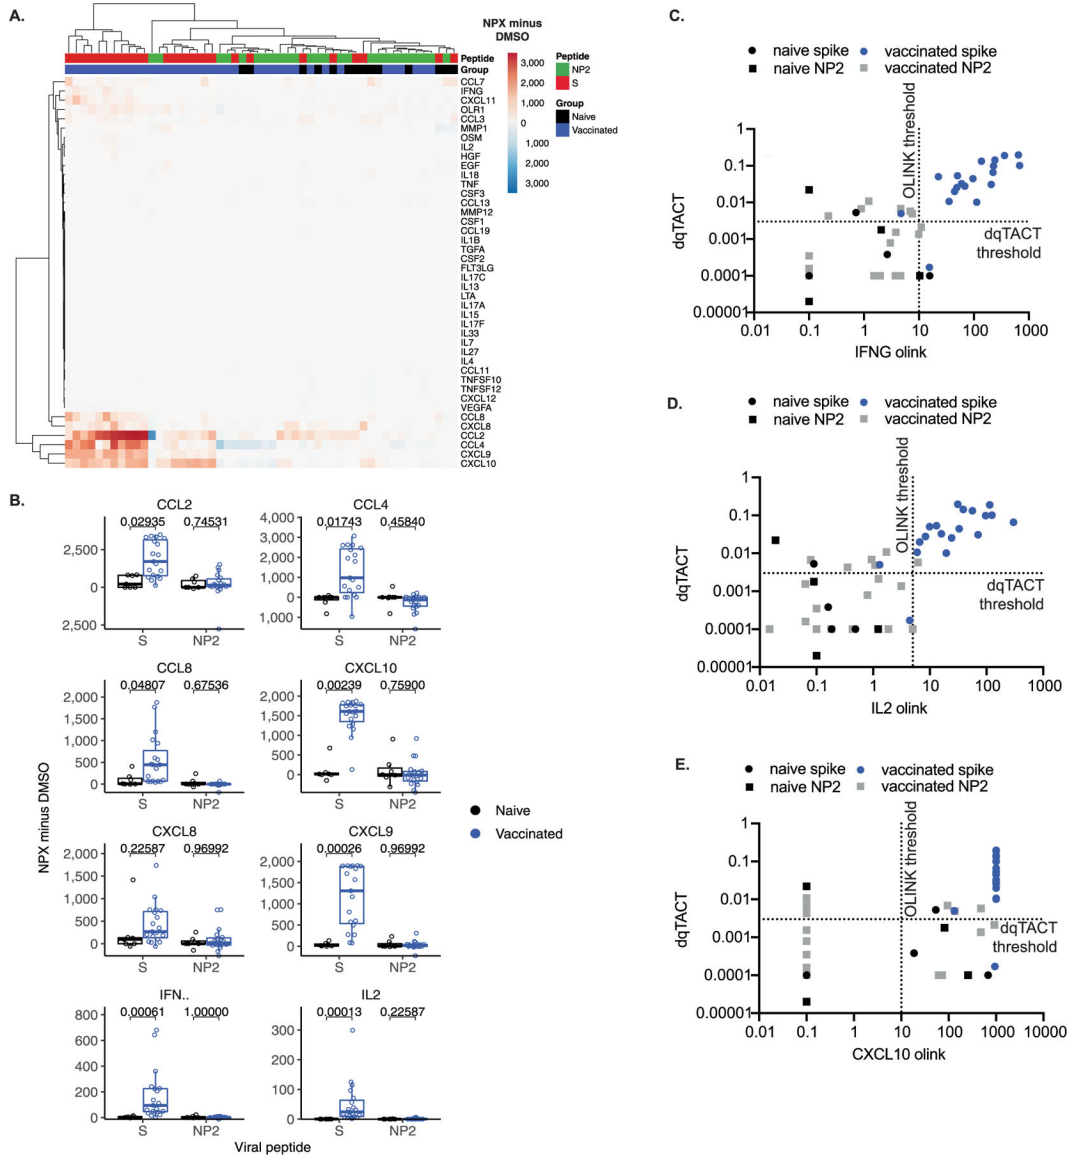 A.
NPX minus
DMSO
3,000
2,000
1,000
0
1,000
2,000
3,000
Peptide
Group
Peptide
NP2
S
Group
Naive
Vaccinated
CCL7
IFNG
CXCL11
OLR1
CCL3
MMP1
OSM
IL2
HGF
EGF
IL18
TNF
CSF3
CCL13
MMP12
CSF1
CCL19
IL1B
TGFA
CSF2
FLT3LG
IL17C
IL13
LTA
IL17A
IL15
IL17F
IL33
IL7
IL27
IL4
CCL11
TNFSF10
TNFSF12
CXCL12
VEGFA
CCL8
CXCL8
CCL2
CCL4
CXCL9
CXCL10
B.
NPX minus DMSO
CCL2
0.02935 0.74531
2,500
0
2,500
S NP2
CCL4
0.01743 0.45840
4,000
3,000
2,000
1,000
0
1,000
S NP2
CCL8
0.04807 0.67536
2,000
1,500
1,000
500
0
S NP2
CXCL10
0.00239 0.75900
2,000
1,500
1,000
500
0
S NP2
CXCL8
0.22587 0.96992
2,000
1,500
1,000
500
0
S NP2
CXCL9
0.00026 0.96992
2,000
1,500
1,000
500
0
S NP2
IFN..
0.00061 1.00000
800
600
400
200
0
S NP2
IL2
0.00013 0.22587
300
200
100
0
S NP2
Viral peptide
Naive
Vaccinated
C.
naive spike vaccinated spike
naive NP2 vaccinated NP2
OLINK threshold
dqTACT
1
0.1
0.01
0.001
0.0001
0.00001
dqTACT
threshold
0.01 0.1 1 10 100 1000
IFNG olink
D.
naive spike vaccinated spike
naive NP2 vaccinated NP2
OLINK threshold
dqTACT
1
0.1
0.01
0.001
0.0001
0.00001
dqTACT
threshold
0.01 0.1 1 10 100 1000
IL2 olink
E.
naive spike vaccinated spike
naive NP2 vaccinated NP2
OLINK threshold
dqTACT
1
0.1
0.01
0.001
0.0001
0.00001
dqTACT
threshold
0.01 0.1 1 10 100 1000 10000
CXCL10 olink